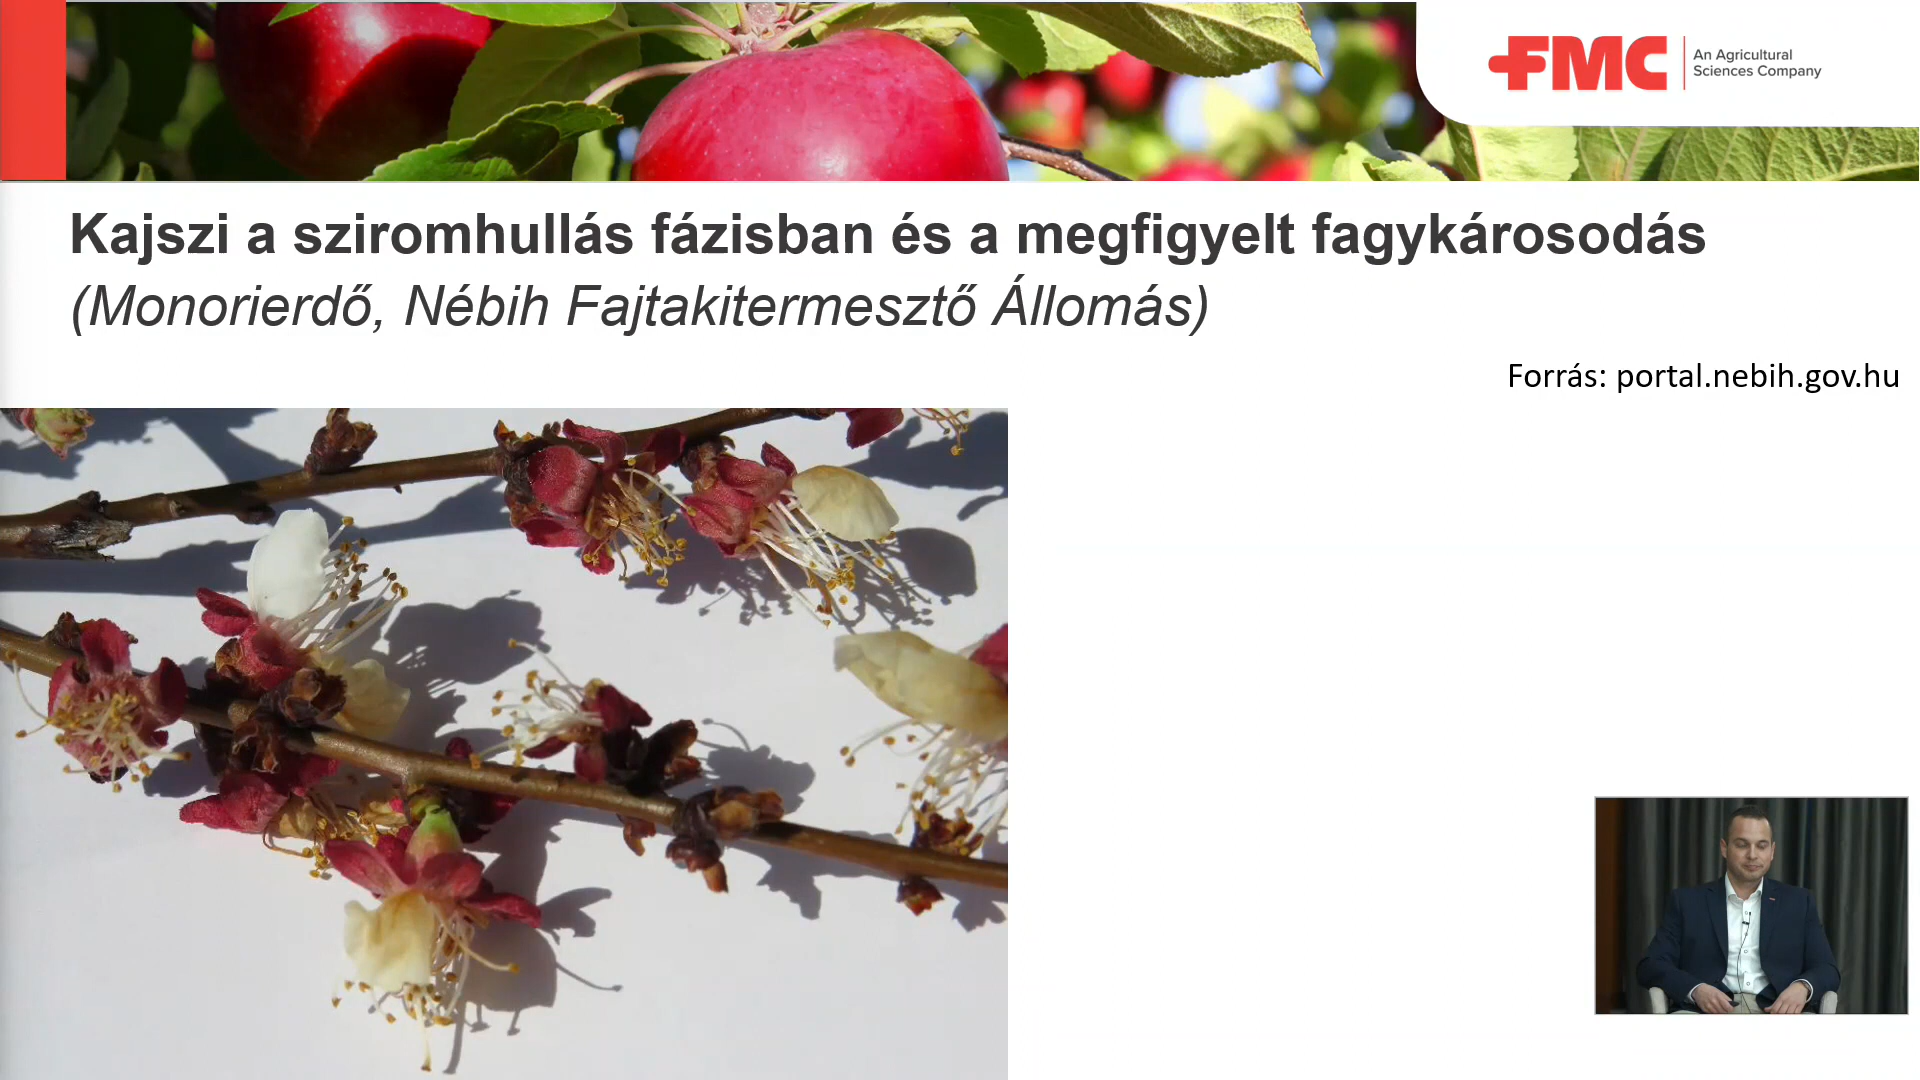 FMC
An Agricultural
Sciences Company
Kajszi a sziromhullás fázisban és a megfigyelt fagykárosodás
(Monorierdő, Nébih Fajtakitermesztő Állomás)
Forrás: portal.nebih.gov.hu